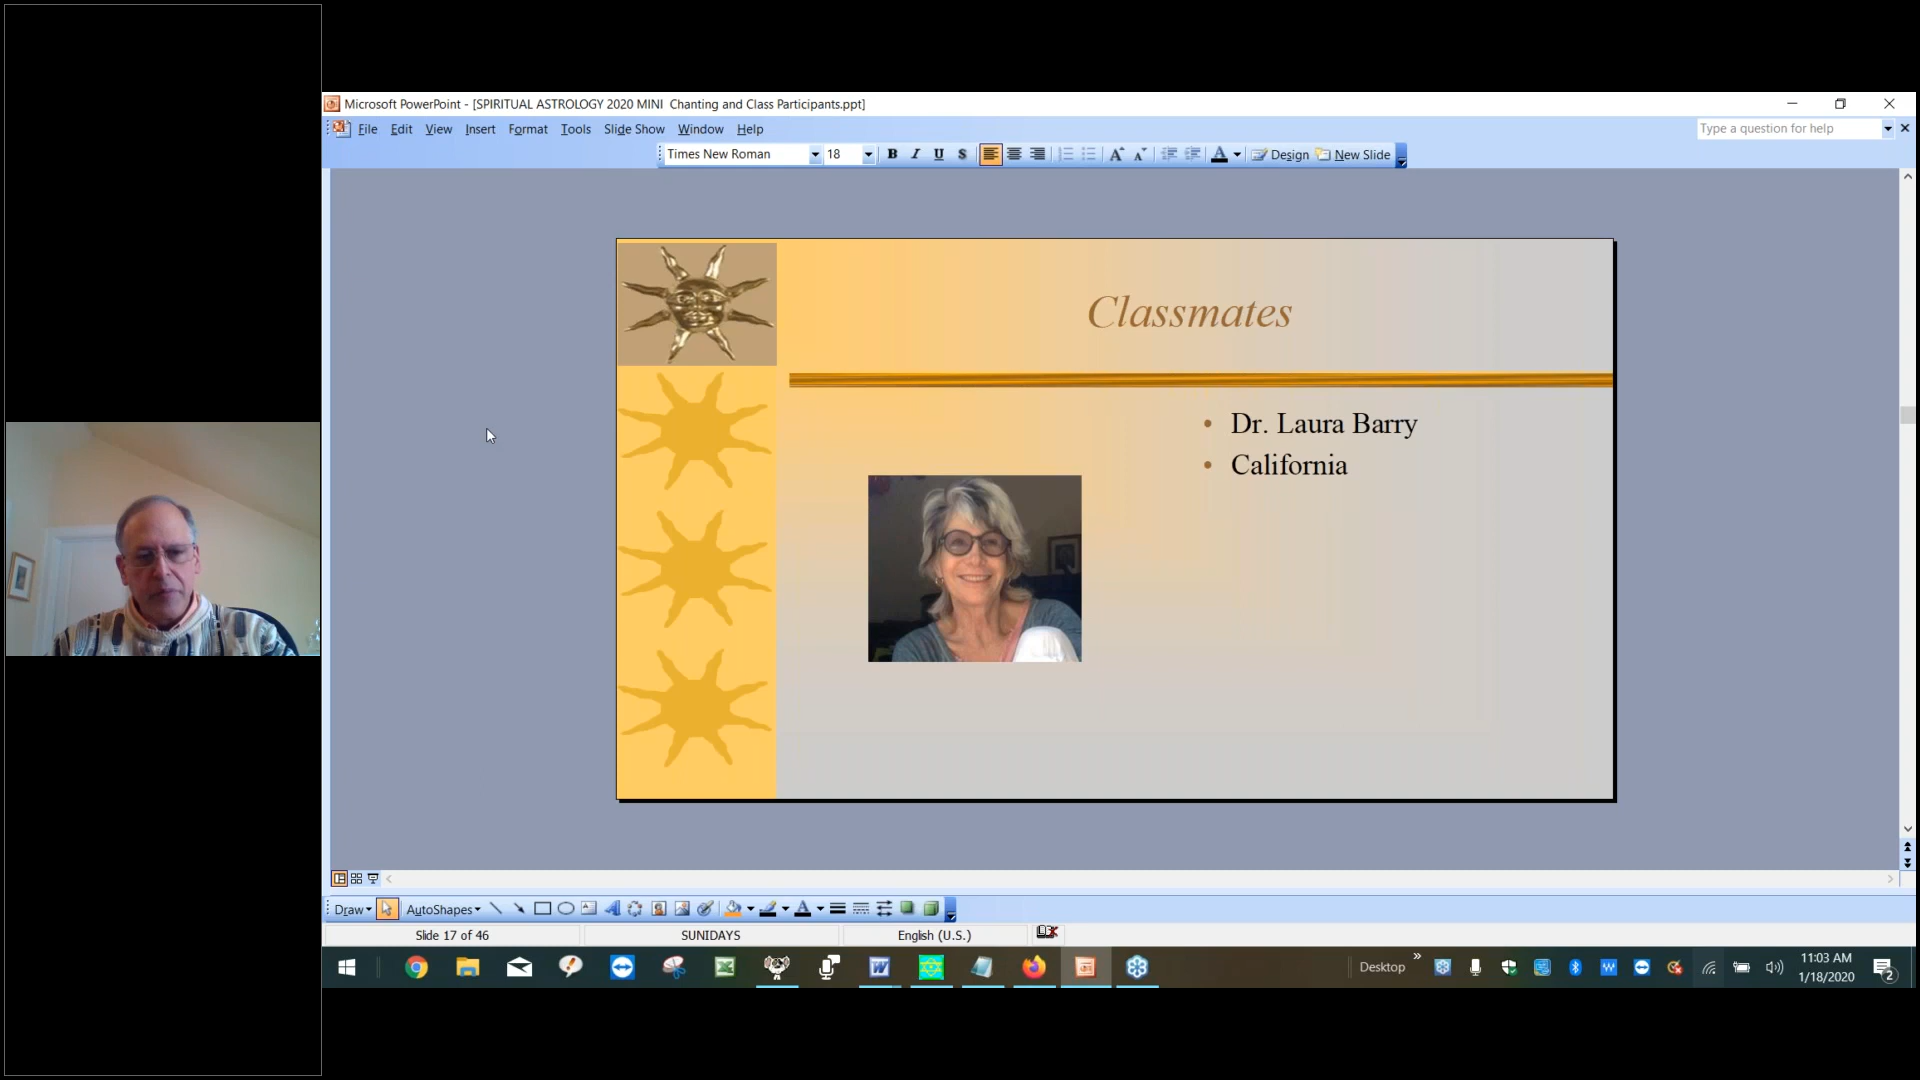 Microsoft PowerPoint - [SPIRITUAL ASTROLOGY 2020 MINI  Chanting and Class Participants.ppt]
File Edit View Insert Format Tools Slide Show Window Help
Type a question for help
Times New Roman 18 B I U S A A A Design New Slide
Classmates
• Dr. Laura Barry
• California
Draw AutoShapes A
Slide 17 of 46 SUNIDAYS English (U.S.)
Desktop
11:03 AM
1/18/2020
2